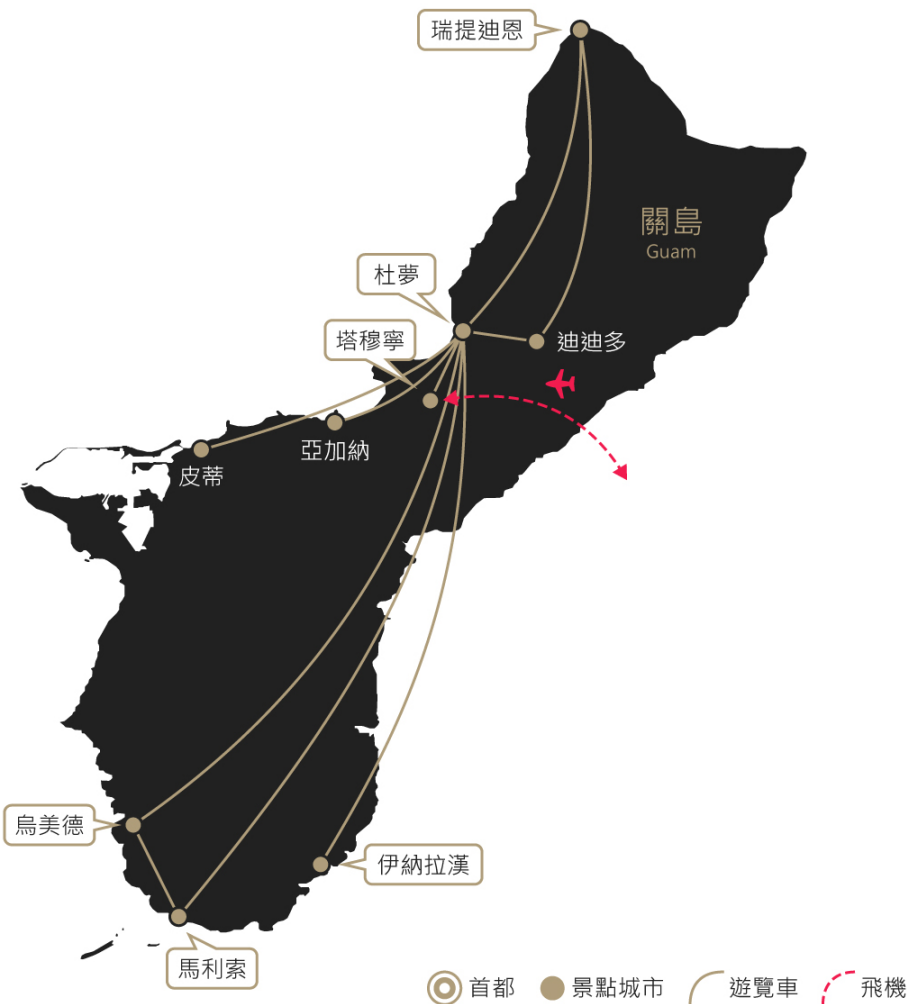 瑞提迪恩
關島
Guam
杜夢
塔穆寧
迪迪多
亞加納
皮蒂
烏美德
伊納拉漢
馬利索
首都
景點城市
遊覽車
飛機